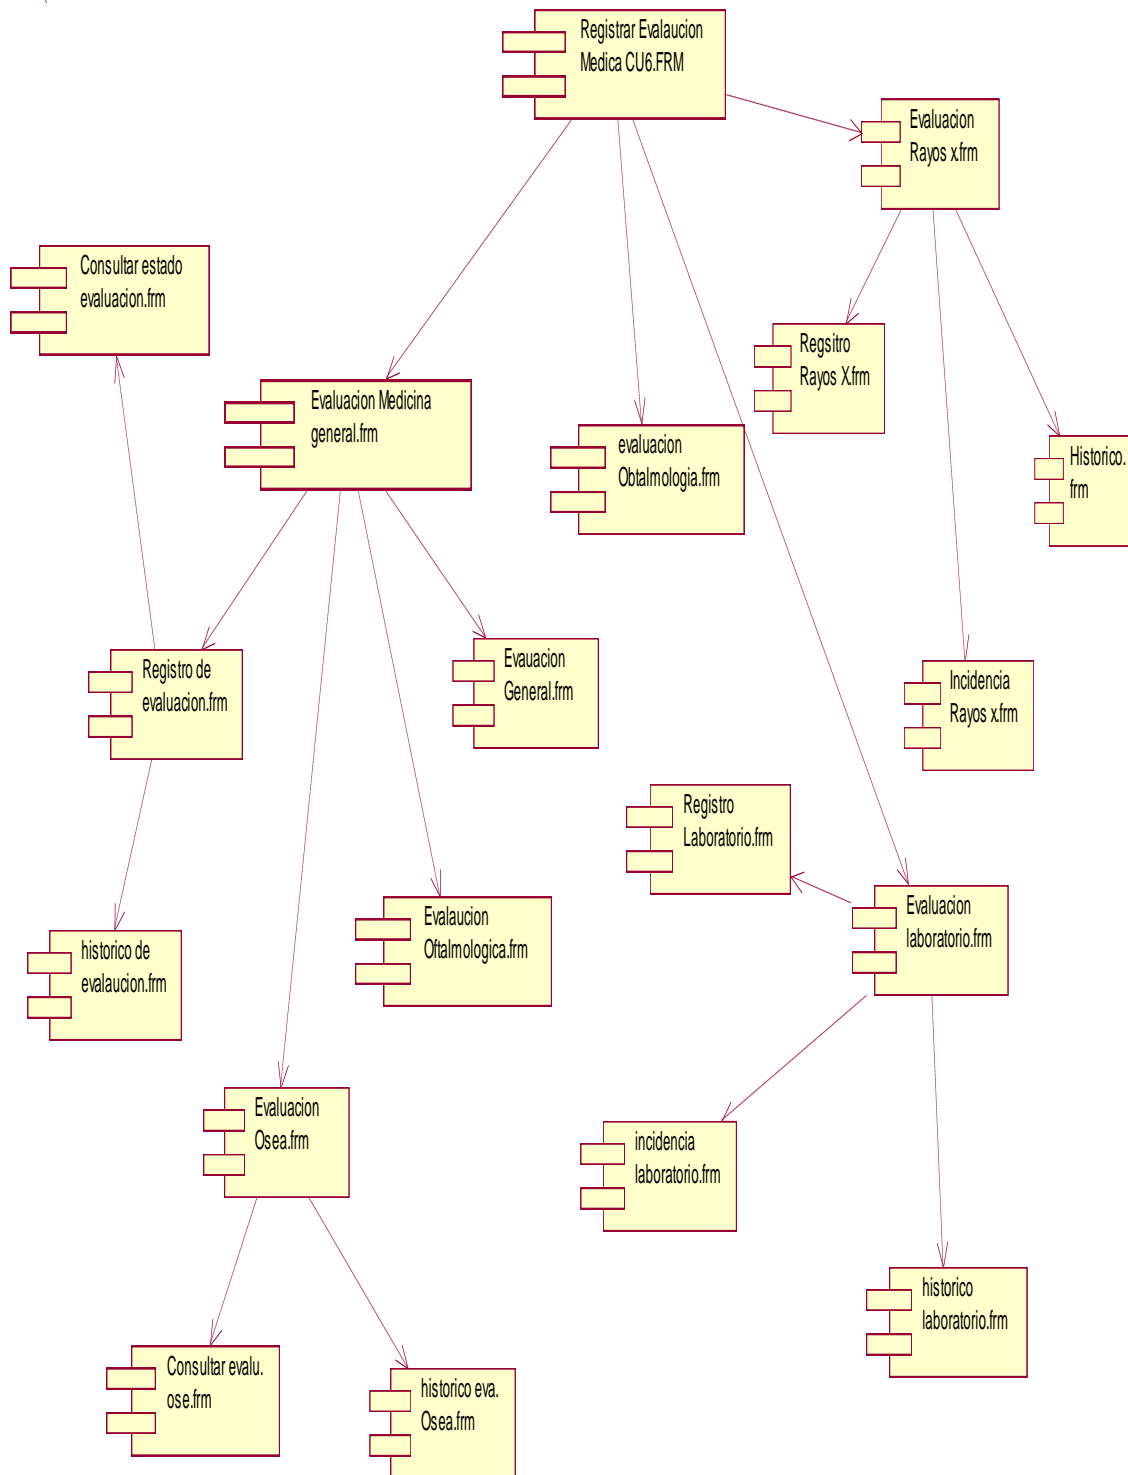 Registrar Evalaucion
Medica CU6.FRM
Evaluacion
Rayos x.frm
Consultar estado
evaluacion.frm
Regsitro
Rayos X.frm
Evaluacion Medicina
general.frm
evaluacion
Obtalmologia.frm
Historico.
frm
Registro de
evaluacion.frm
Evauacion
General.frm
Incidencia
Rayos x.frm
Registro
Laboratorio.frm
Evaluacion
laboratorio.frm
Evalaucion
Oftalmologica.frm
historico de
evalaucion.frm
Evaluacion
Osea.frm
incidencia
laboratorio.frm
historico
laboratorio.frm
Consultar evalu.
ose.frm
historico eva.
Osea.frm